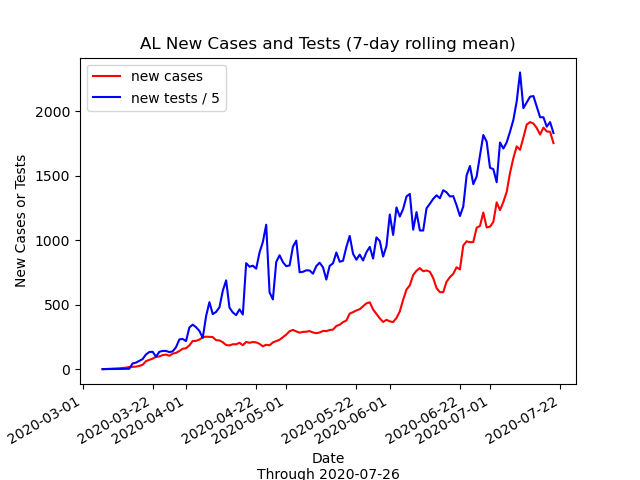 AL New Cases and Tests (7-day rolling mean)
new cases
new tests / 5
New Cases or Tests
2000
1500
1000
500
0
2020-03-01
2020-03-22
2020-04-01
2020-04-22
2020-05-01
2020-05-22
2020-06-01
2020-06-22
2020-07-01
2020-07-22
Date
Through 2020-07-26